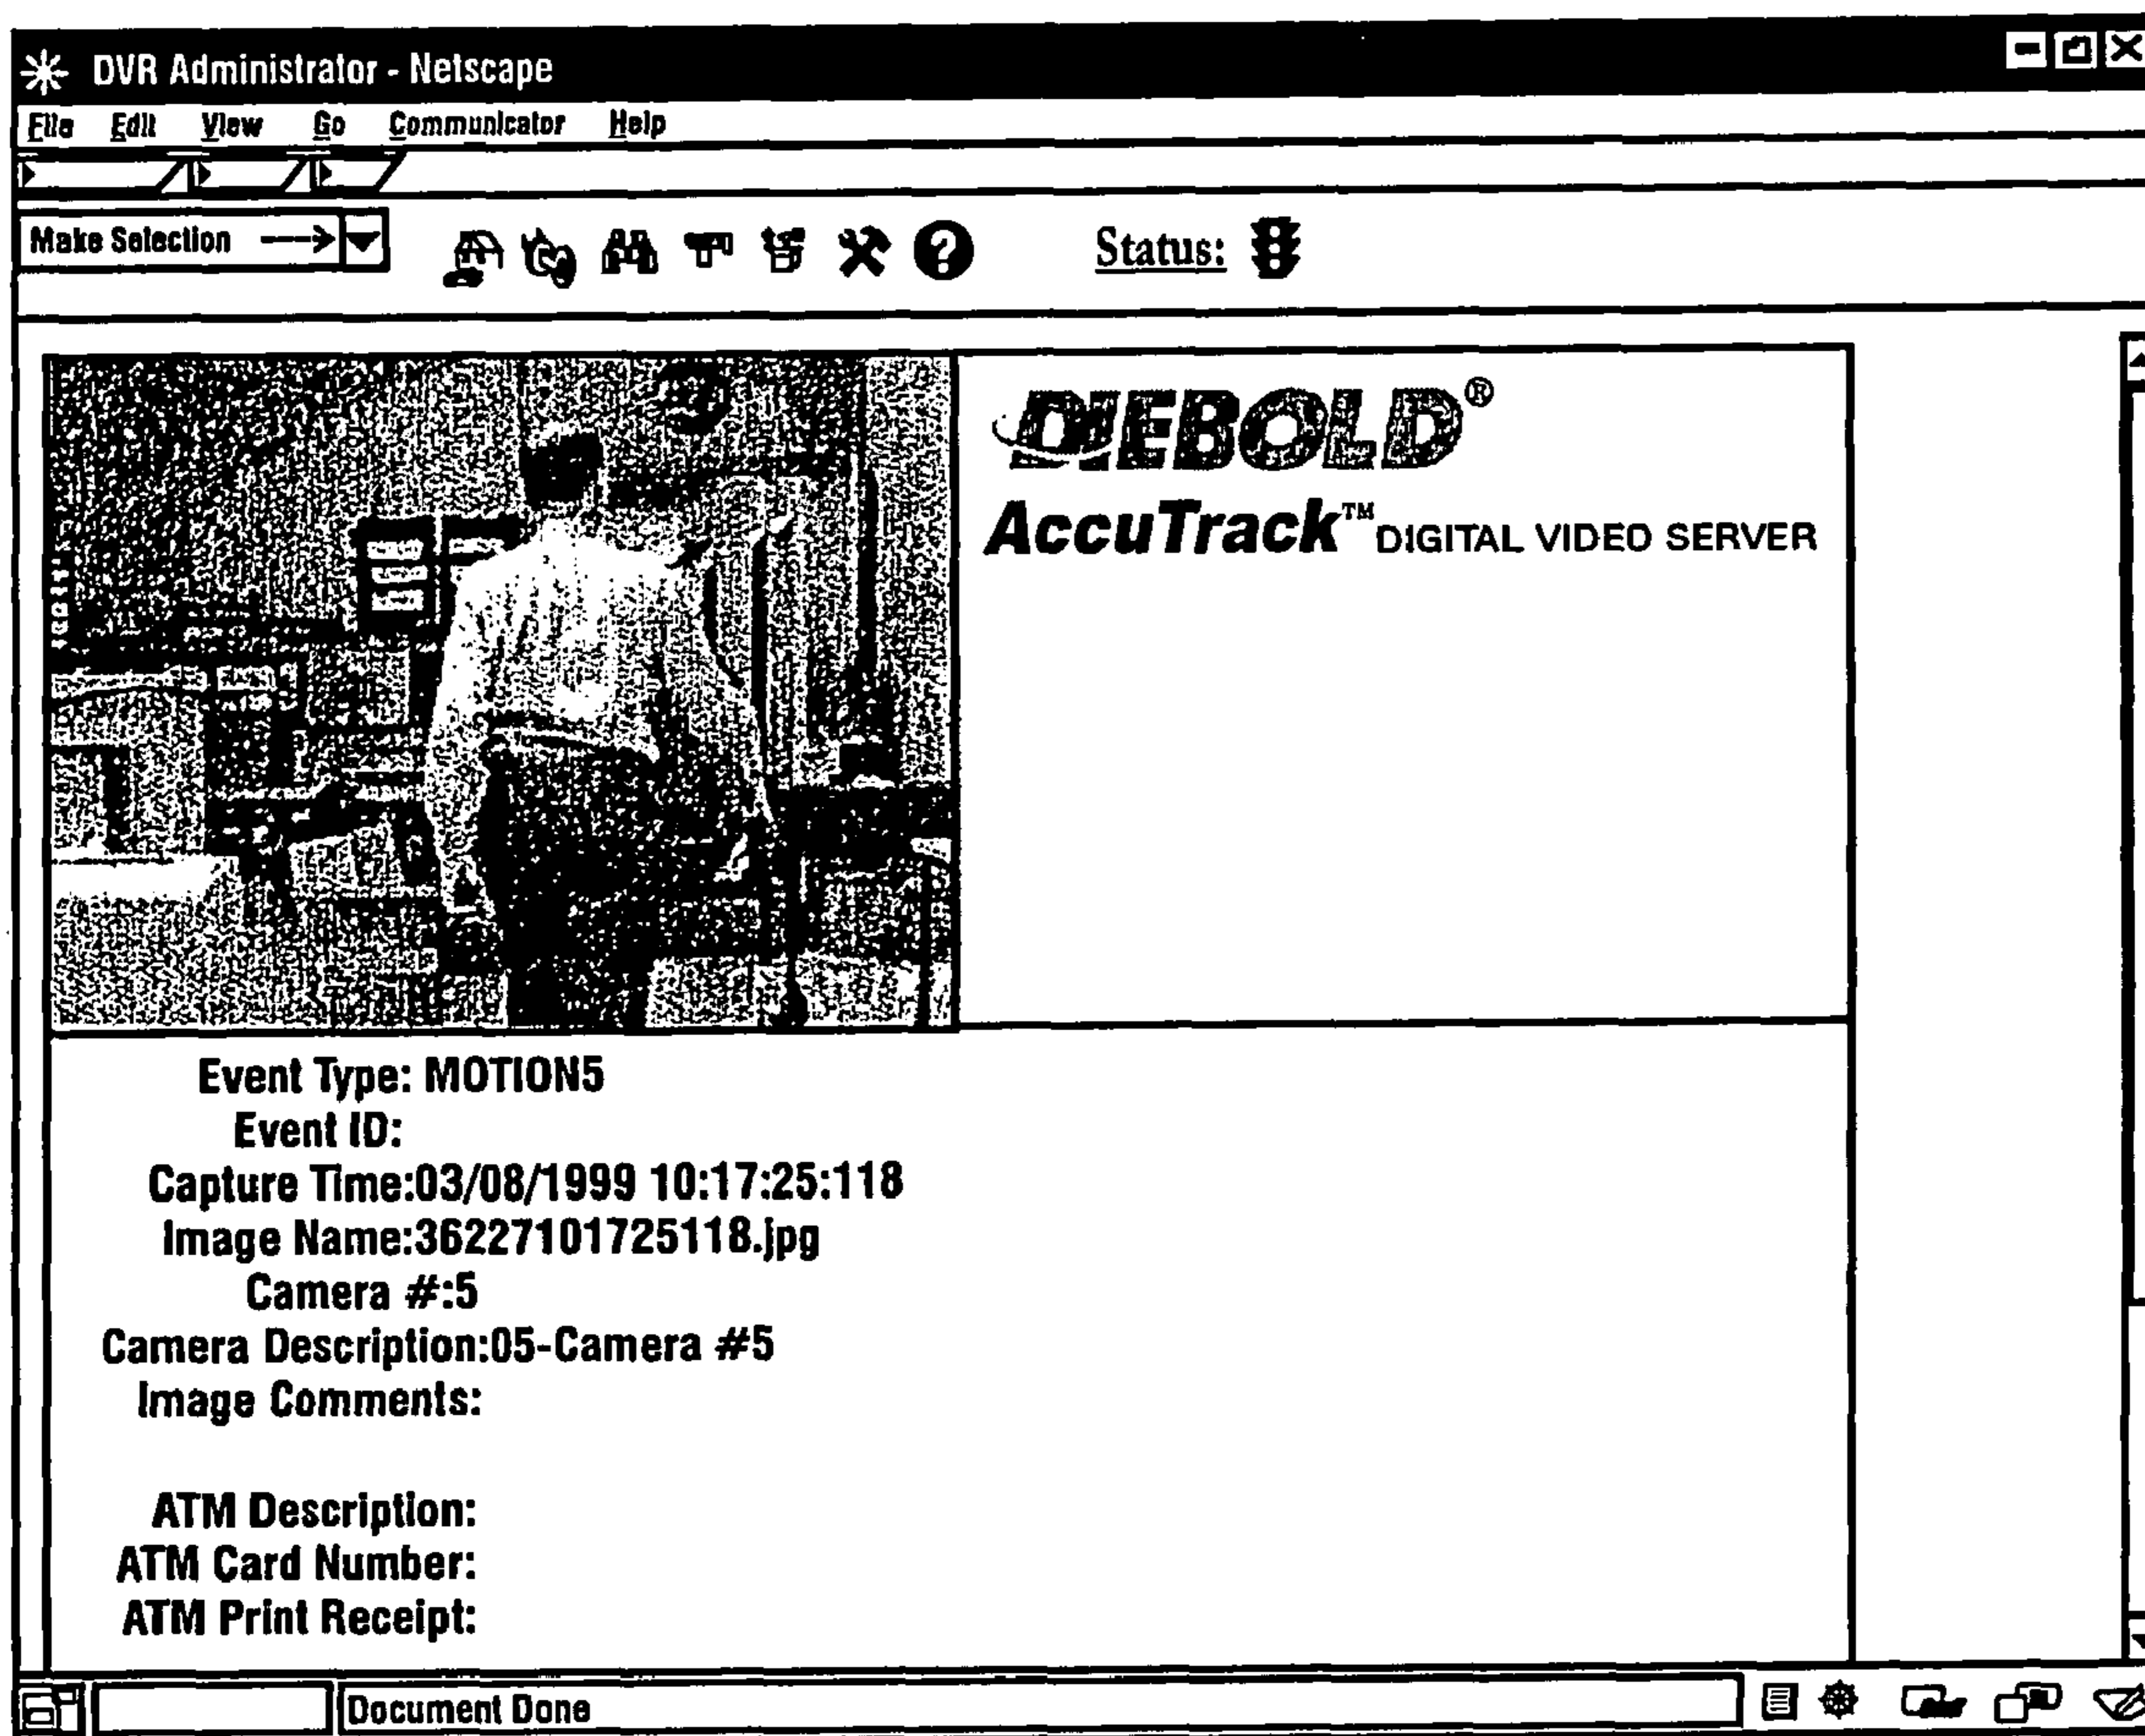 DVR Administrator - Netscape
File Edit View Go Communicator Help
Make Selection --->
Status:
DIEBOLD®
AccuTrack™ DIGITAL VIDEO SERVER
Event Type: MOTION5
Event ID:
Capture Time:03/08/1999 10:17:25:118
Image Name:36227101725118.jpg
Camera #:5
Camera Description:05-Camera #5
Image Comments:
ATM Description:
ATM Card Number:
ATM Print Receipt:
Document Done